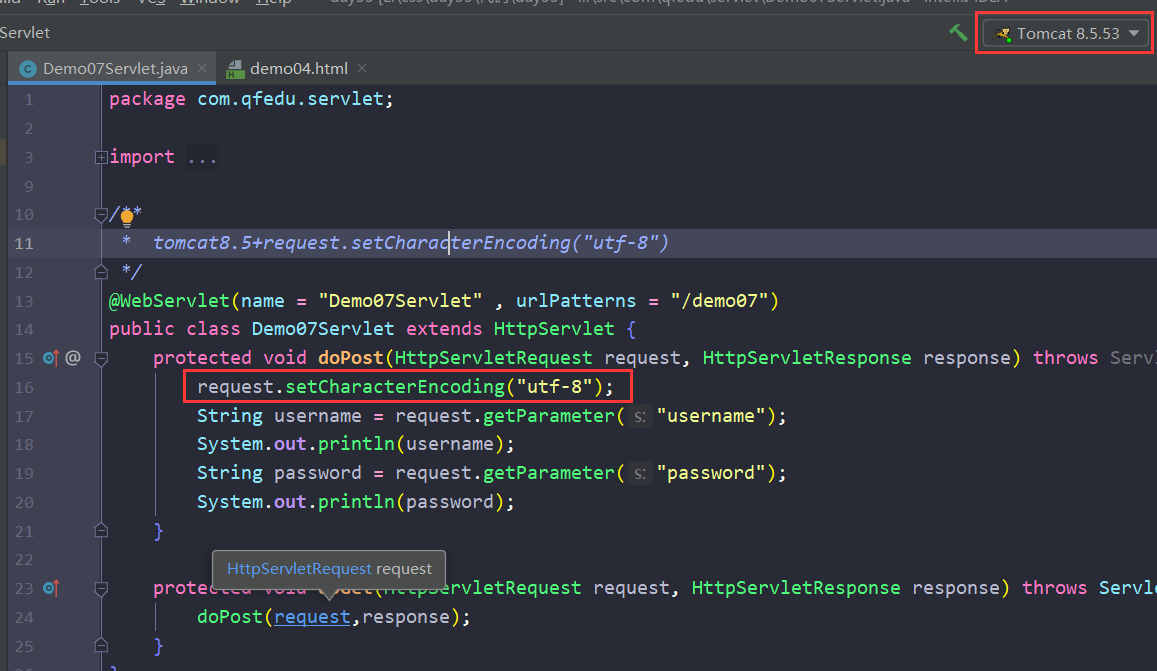 Servlet
Tomcat 8.5.53
Demo07Servlet.java
demo04.html
1 package com.qfedu.servlet;
2
3 import ...
9
10 /**
11 * tomcat8.5+request.setCharacterEncoding("utf-8")
12 */
13 @WebServlet(name = "Demo07Servlet" , urlPatterns = "/demo07")
14 public class Demo07Servlet extends HttpServlet {
15 @ protected void doPost(HttpServletRequest request, HttpServletResponse response) throws Serv
16 request.setCharacterEncoding("utf-8");
17 String username = request.getParameter( s: "username");
18 System.out.println(username);
19 String password = request.getParameter( s: "password");
20 System.out.println(password);
21 }
22
HttpServletRequest request
23 protected void doGet(HttpServletRequest request, HttpServletResponse response) throws Servle
24 doPost(request,response);
25 }